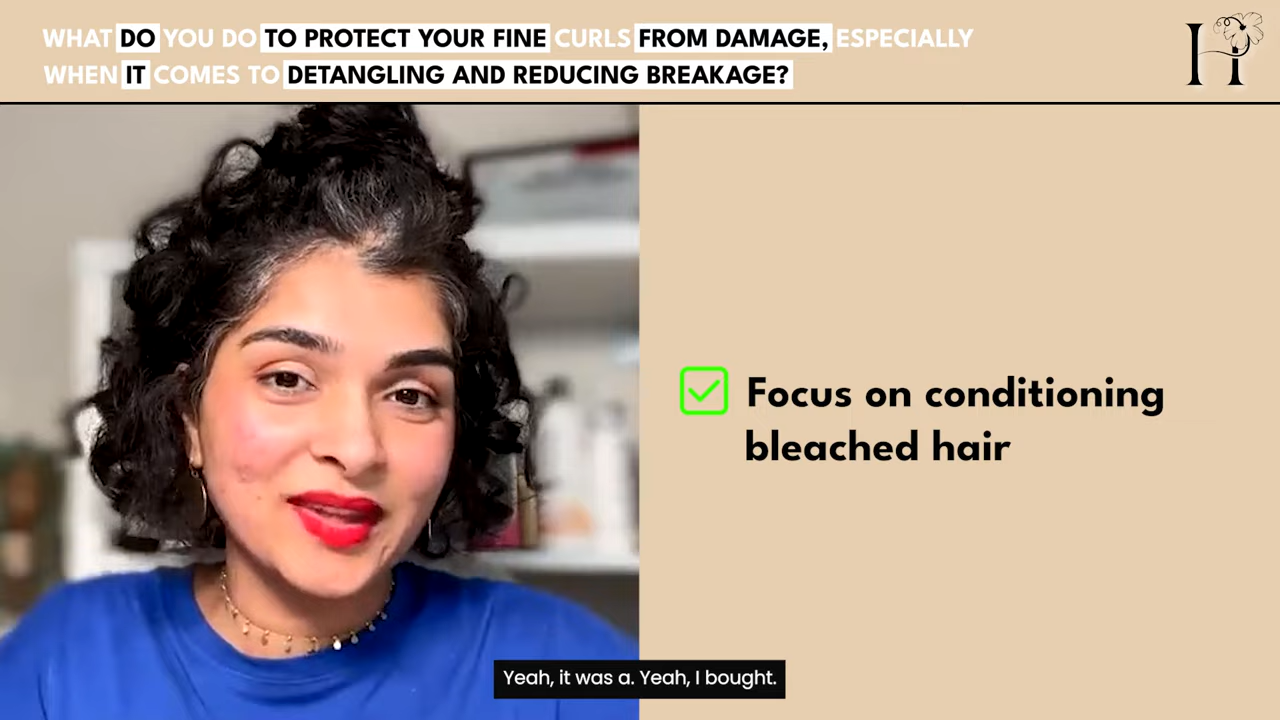 WHAT DO YOU DO TO PROTECT YOUR FINE CURLS FROM DAMAGE, ESPECIALLY
WHEN IT COMES TO DETANGLING AND REDUCING BREAKAGE?
H
Focus on conditioning
bleached hair
Yeah, it was a. Yeah, I bought.